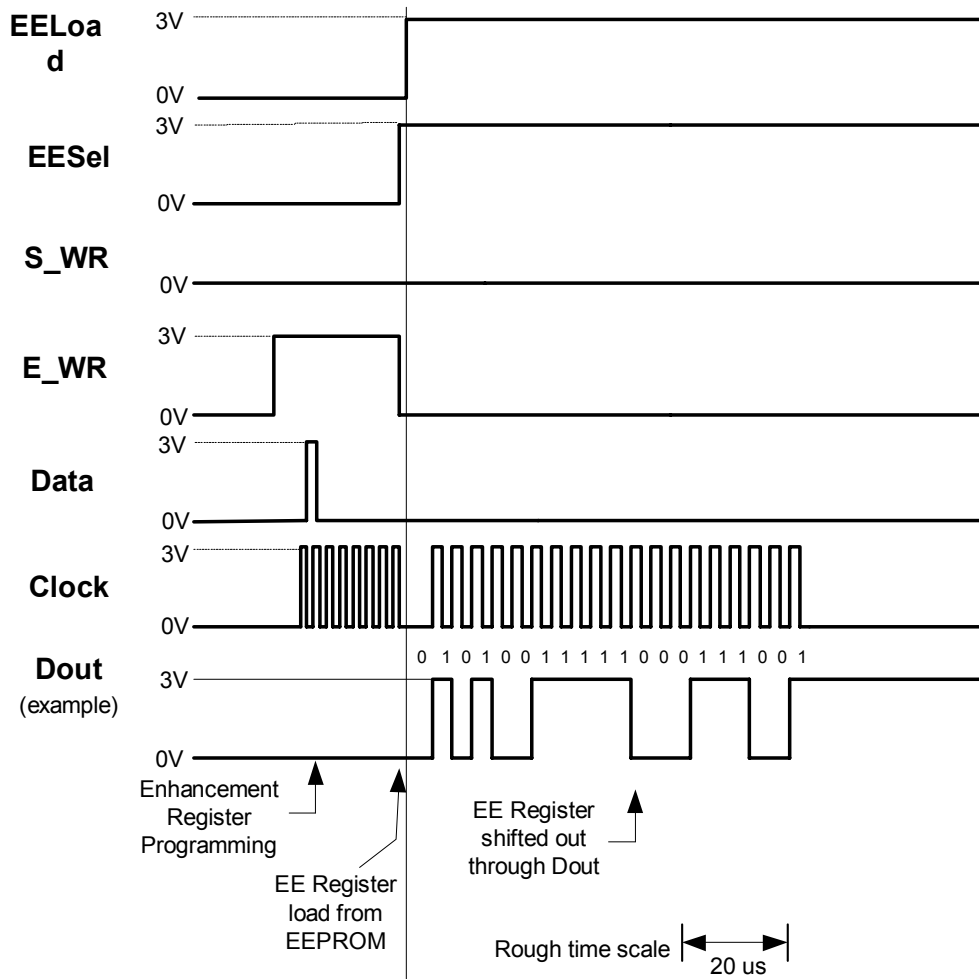 EELoa
d
3V
0V
EESel
3V
0V
S_WR
0V
E_WR
3V
0V
Data
3V
0V
Clock
3V
0V
Dout
(example)
0 1 0 1 0 0 1 1 1 1 1 0 0 0 1 1 1 0 0 1
3V
0V
Enhancement
Register
Programming
EE Register
load from
EEPROM
EE Register
shifted out
through Dout
Rough time scale
20 us